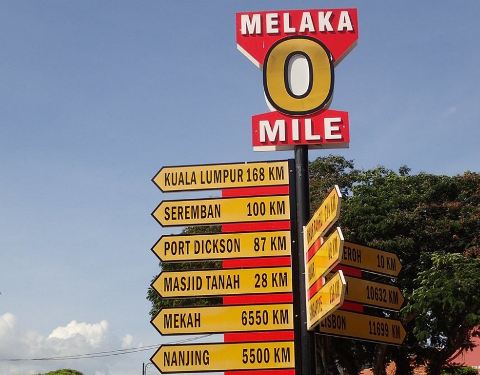 MELAKA
0
MILE
KUALA LUMPUR 168 KM
SEREMBAN 100 KM
PORT DICKSON 87 KM
MASJID TANAH 28 KM
MEKAH 6550 KM
NANJING 5500 KM
10 KM
10632 KM
11699 KM